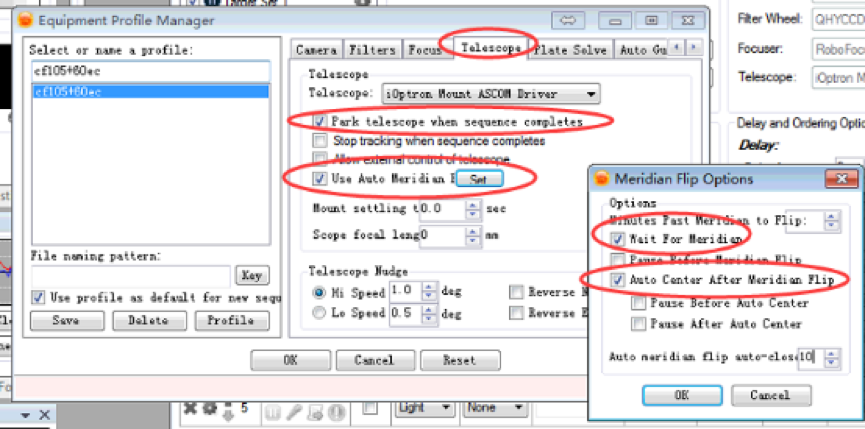 Equipment Profile Manager
Select or name a profile:
cf105+60ec
cf105+60ec
File naming pattern:
Key
Use profile as default for new sequ
Save Delete Profile
Camera Filters Focus Telescope Plate Solve Auto Gu
Telescope
Telescope: iOptron Mount ASCOM Driver
Park telescope when sequence completes
Stop tracking when sequence completes
Allow external control of telescope
Use Auto Meridian F Set
Mount settling t 0.0 sec
Scope focal leng 0 mm
Telescope Nudge
Hi Speed 1.0 deg Reverse N
Lo Speed 0.5 deg Reverse E
OK Cancel Reset
Filter Wheel: QHYCCD
Focuser: RoboFoc
Telescope: iOptron M
Delay and Ordering Optio
Delay:
Meridian Flip Options
Options
Minutes Past Meridian to Flip:
Wait For Meridian
Pause Before Meridian Flip
Auto Center After Meridian Flip
Pause Before Auto Center
Pause After Auto Center
Auto meridian flip auto-close 10
OK Cancel
5 Light None